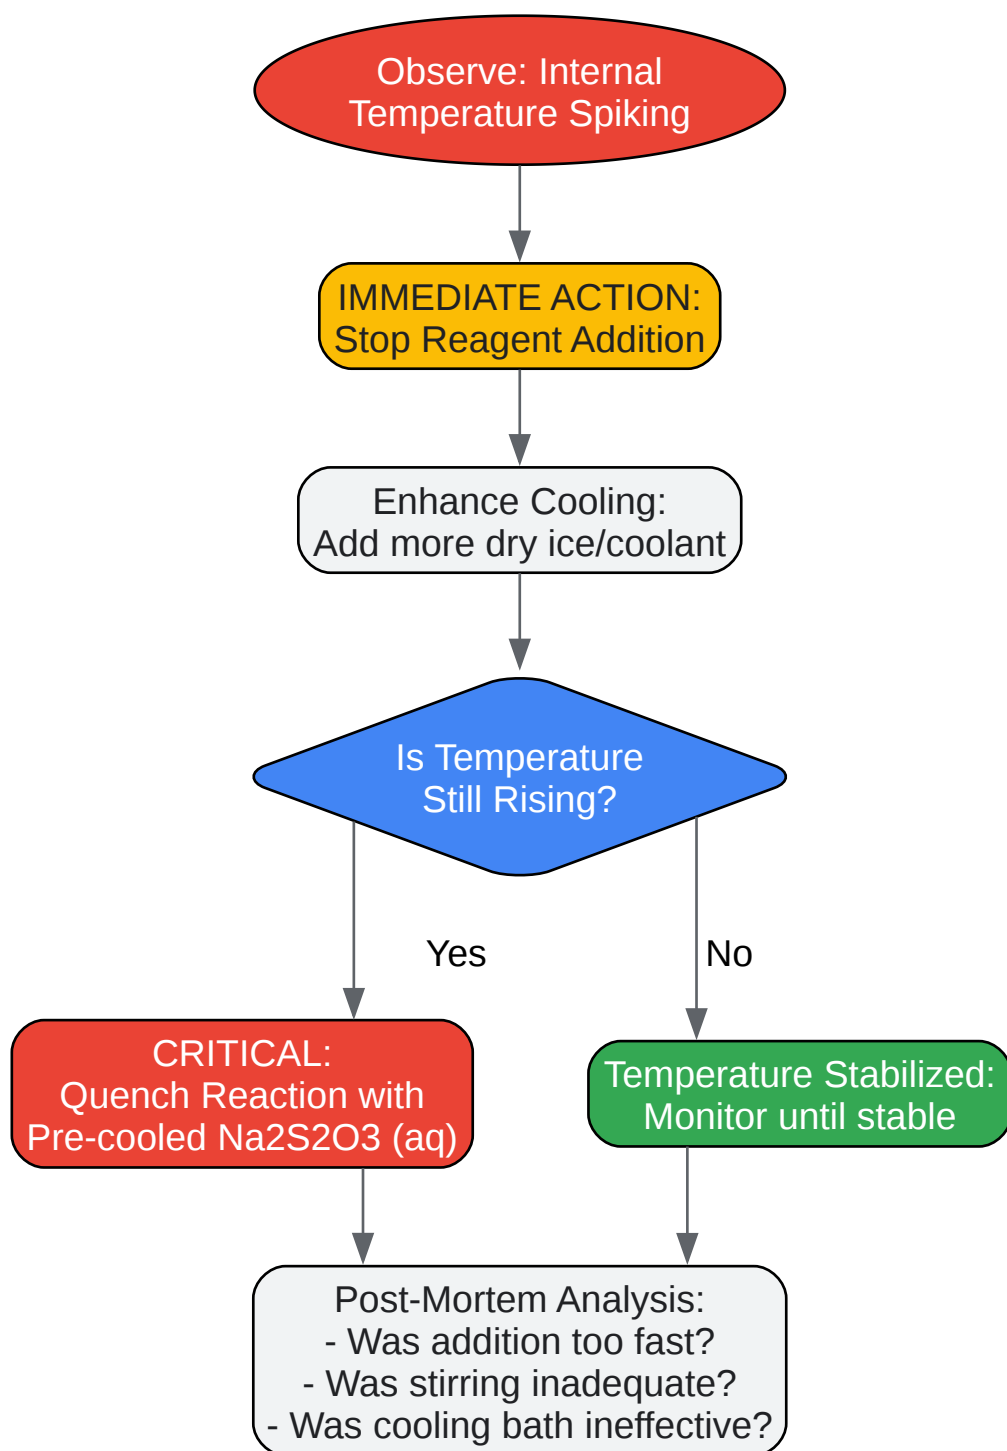 Observe: Internal
Temperature Spiking
IMMEDIATE ACTION:
Stop Reagent Addition
Enhance Cooling:
Add more dry ice/coolant
Is Temperature
Still Rising?
Yes
No
CRITICAL:
Quench Reaction with
Pre-cooled Na2S2O3 (aq)
Temperature Stabilized:
Monitor until stable
Post-Mortem Analysis:
- Was addition too fast?
- Was stirring inadequate?
- Was cooling bath ineffective?